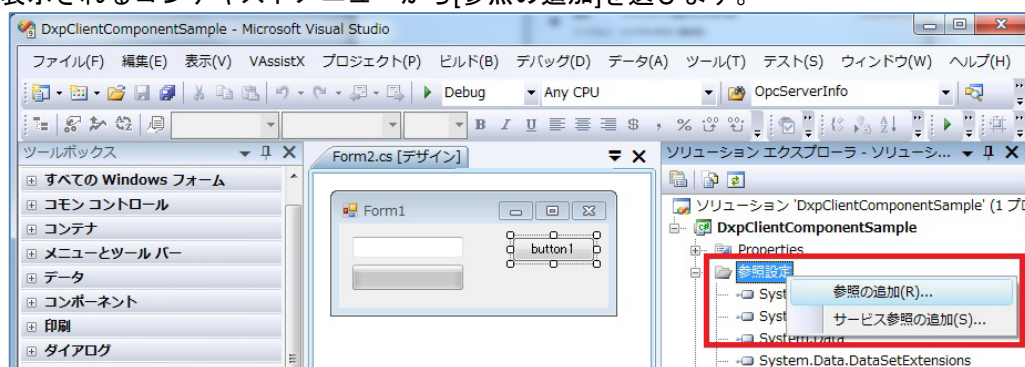 表示されるコンテキストメニューから[参照の追加]を選びます。
DxpClientComponentSample - Microsoft Visual Studio
ファイル(F) 編集(E) 表示(V) VAssistX プロジェクト(P) ビルド(B) デバッグ(D) データ(A) ツール(T) テスト(S) ウィンドウ(W) ヘルプ(H)
Debug Any CPU OpcServerInfo
B I U
ツールボックス
Form2.cs [デザイン]
ソリューション エクスプローラ - ソリューシ...
すべての Windows フォーム
コモン コントロール
コンテナ
メニューとツール バー
データ
コンポーネント
印刷
ダイアログ
Form1
button1
ソリューション 'DxpClientComponentSample' (1 プロ
DxpClientComponentSample
Properties
参照設定
Syst
Syst
System.Data
System.Data.DataSetExtensions
参照の追加(R)...
サービス参照の追加(S)...